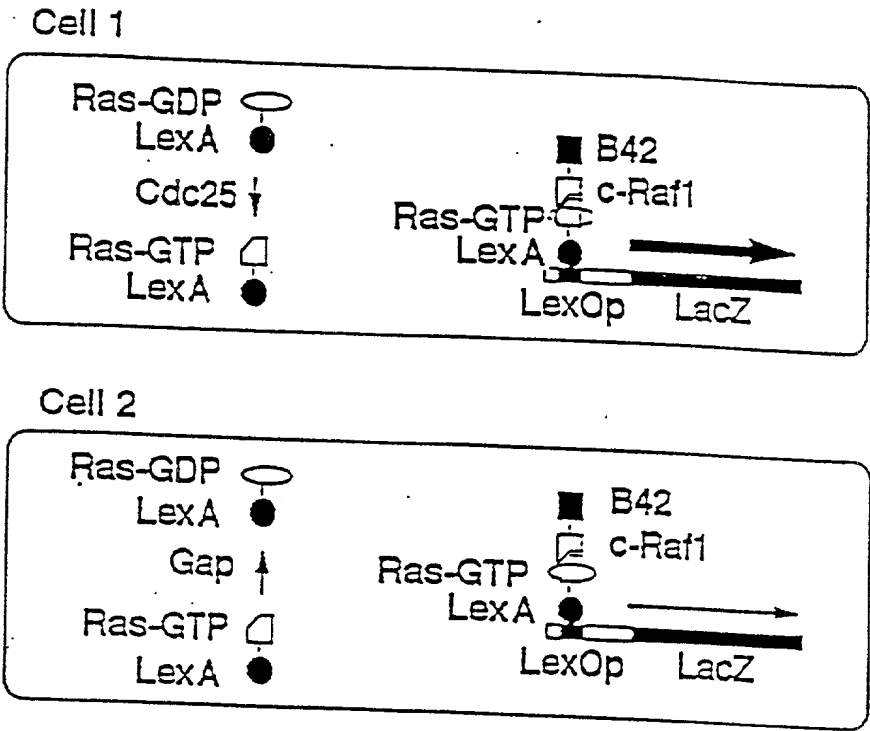 Cell 1
Ras-GDP
LexA
Cdc25
Ras-GTP
LexA
B42
c-Raf1
Ras-GTP
LexA
LexOp LacZ
Cell 2
Ras-GDP
LexA
Gap
Ras-GTP
LexA
B42
c-Raf1
Ras-GTP
LexA
LexOp LacZ